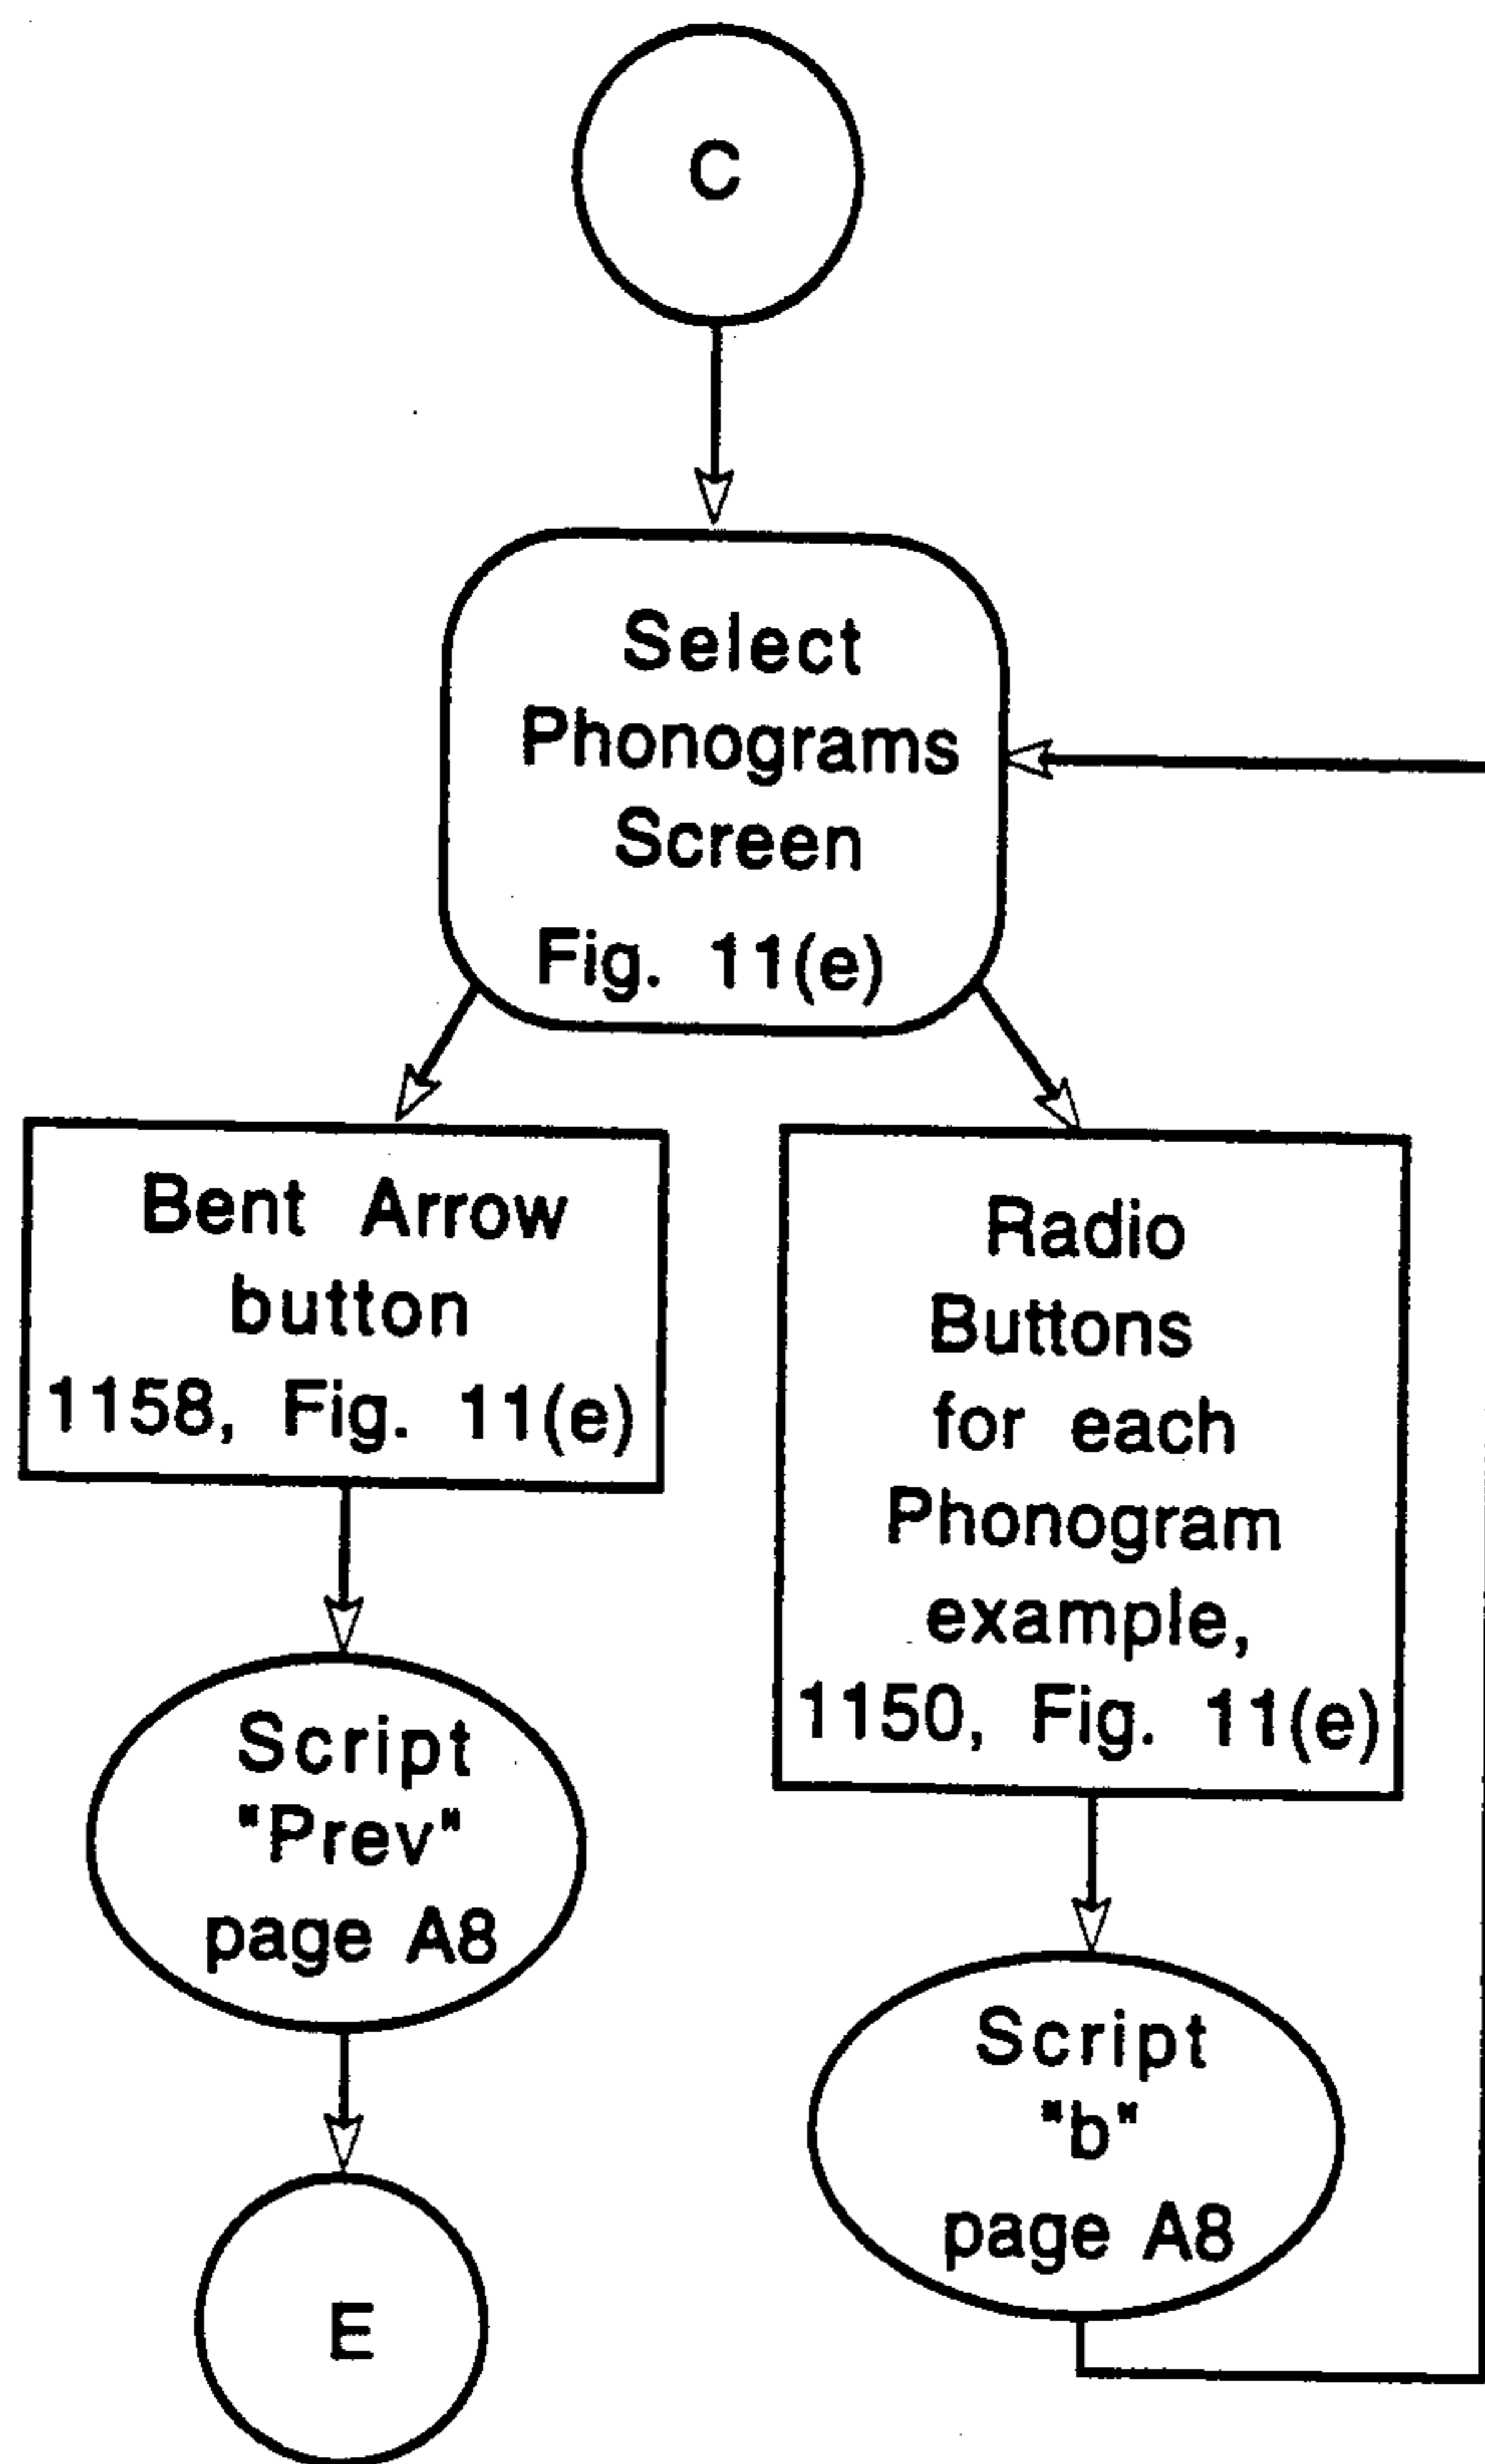 C
Select
Phonograms
Screen
Fig. 11(e)
Bent Arrow
button
1158, Fig. 11(e)
Radio
Buttons
for each
Phonogram
example,
1150, Fig. 11(e)
Script
"Prev"
page A8
Script
"b"
page A8
E